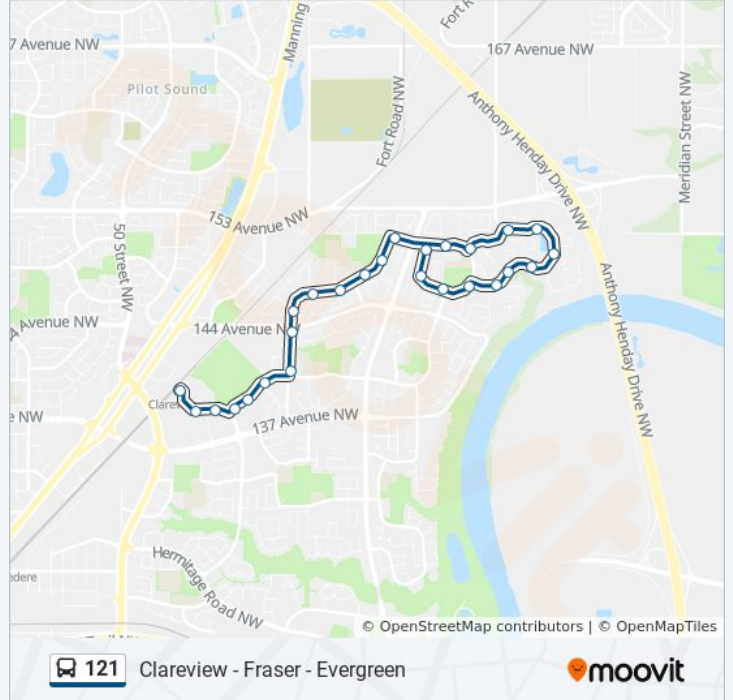 Fort R
7 Avenue NW
Manning
167 Avenue NW
Pilot Sound
Fort Road NW
Anthony Henday Drive NW
Meridian Street NW
153 Avenue NW
50 Street NW
Anthony Henday Drive NW
4 Avenue NW
144 Avenue N
Clarev
e NW
137 Avenue NW
Hermitage Road NW
edere
© OpenStreetMap contributors | © OpenMapTiles
121 Clareview - Fraser - Evergreen
moovit